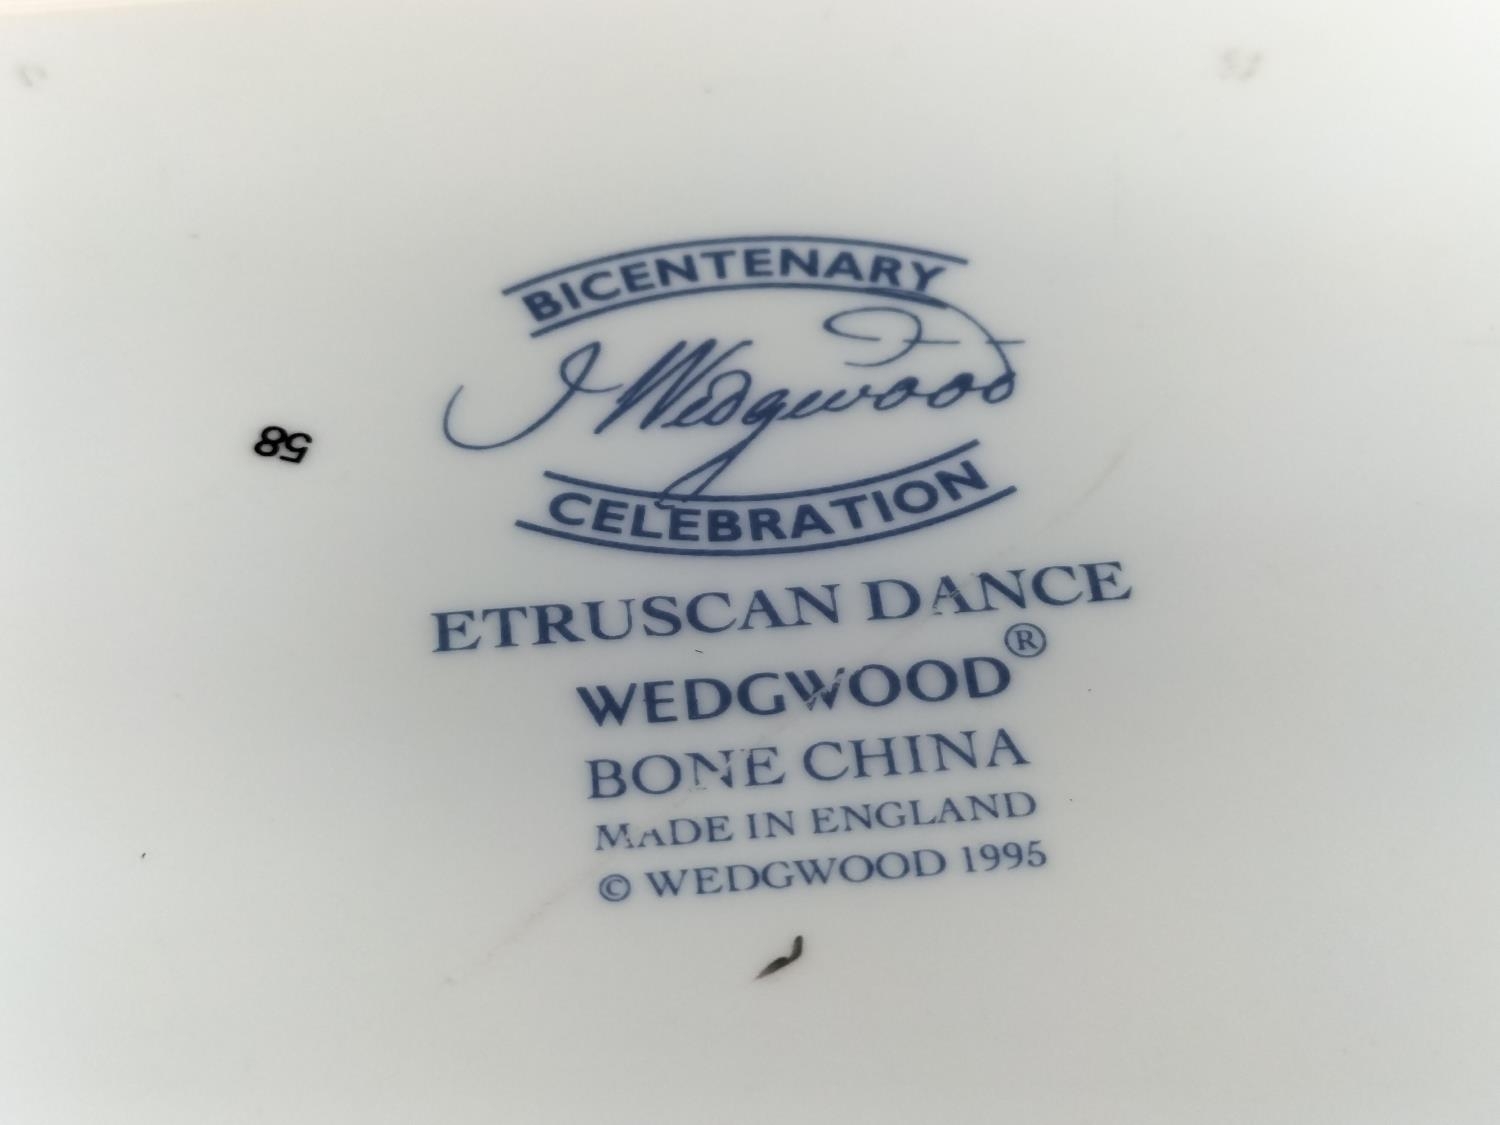 BICENTENARY
J Wedgwood
CELEBRATION
58
ETRUSCAN DANCE
WEDGWOOD®
BONE CHINA
MADE IN ENGLAND
© WEDGWOOD 1995